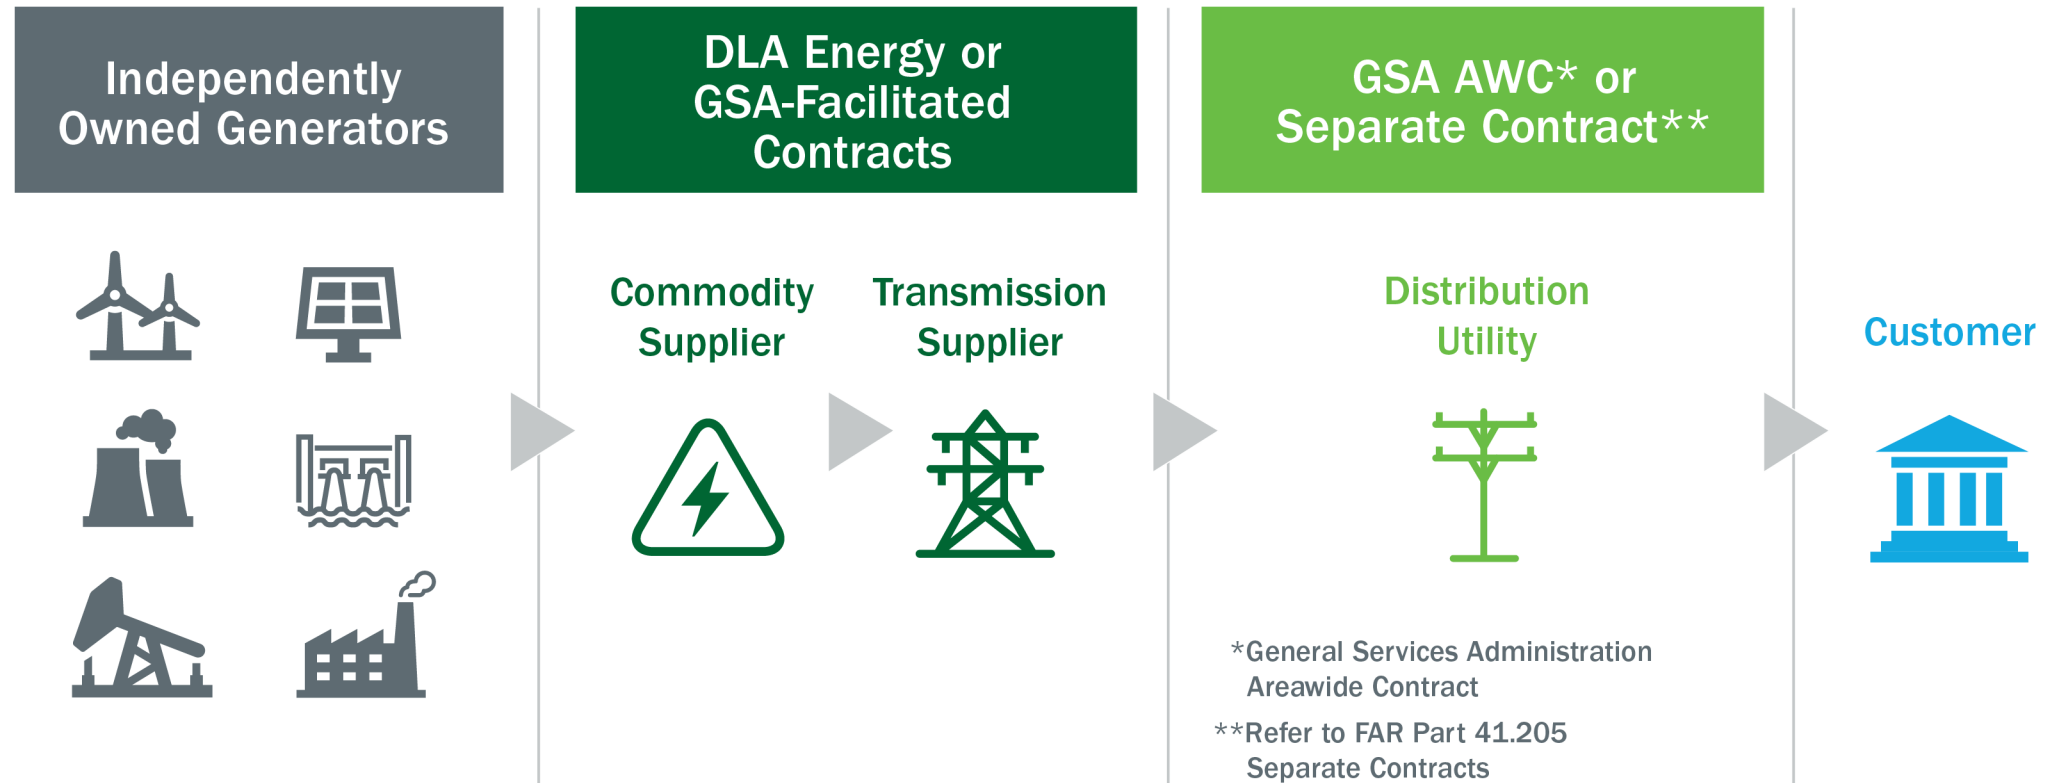 Independently
Owned Generators
DLA Energy or
GSA-Facilitated
Contracts
GSA AWC* or
Separate Contract**
Commodity
Supplier
Transmission
Supplier
Distribution
Utility
Customer
*General Services Administration
Areawide Contract
**Refer to FAR Part 41.205
Separate Contracts